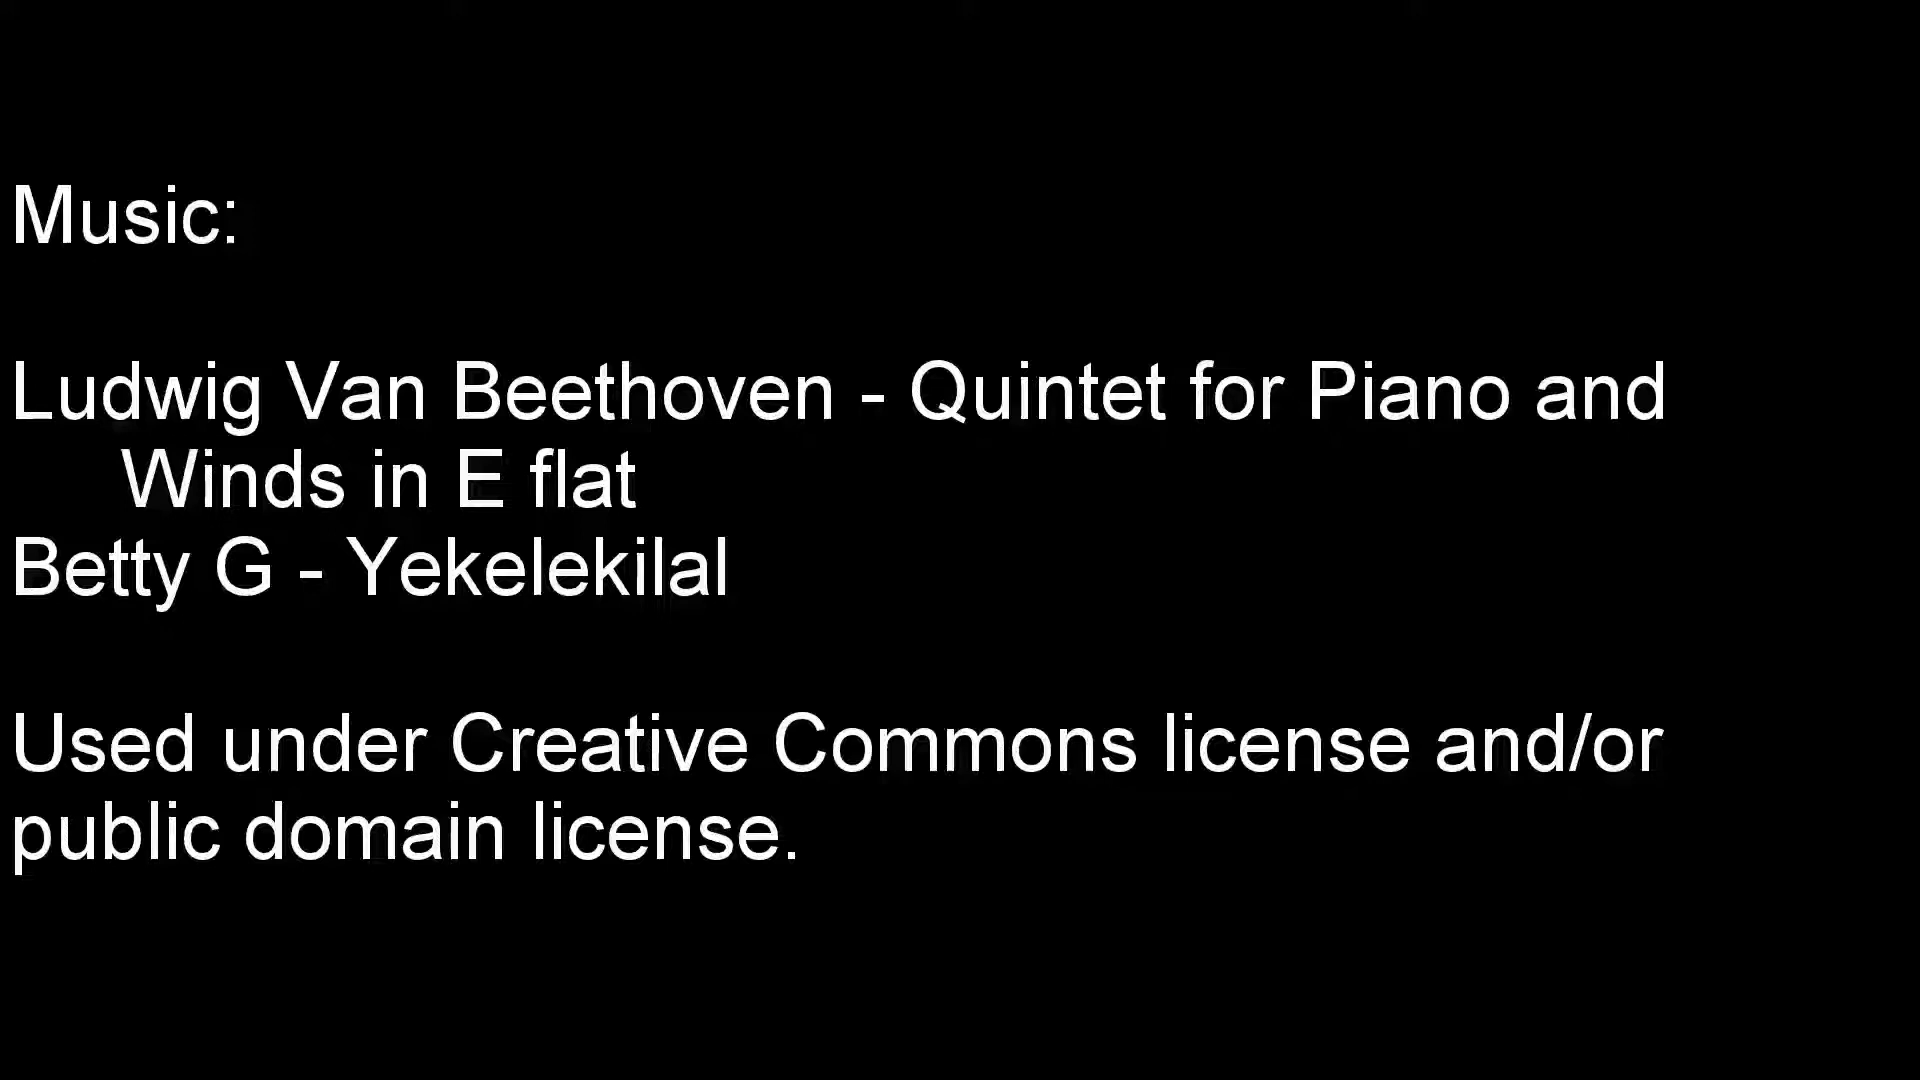 Music:
Ludwig Van Beethoven - Quintet for Piano and
Winds in E flat
Betty G - Yekelekilal
Used under Creative Commons license and/or
public domain license.